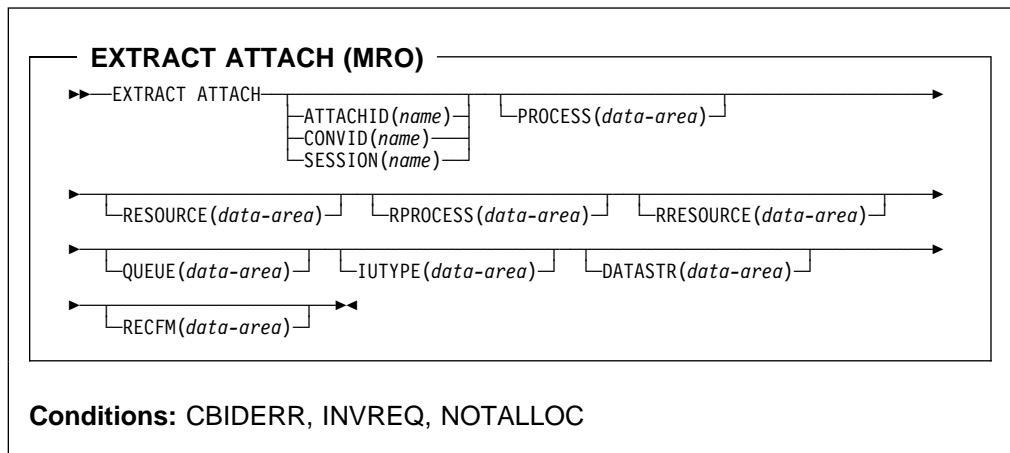 EXTRACT ATTACH (MRO)
EXTRACT ATTACH
ATTACHID(name) PROCESS(data-area)
CONVID(name)
SESSION(name)
RESOURCE(data-area) RPROCESS(data-area) RRESOURCE(data-area)
QUEUE(data-area) IUTYPE(data-area) DATASTR(data-area)
RECFM(data-area)
Conditions: CBIDERR, INVREQ, NOTALLOC